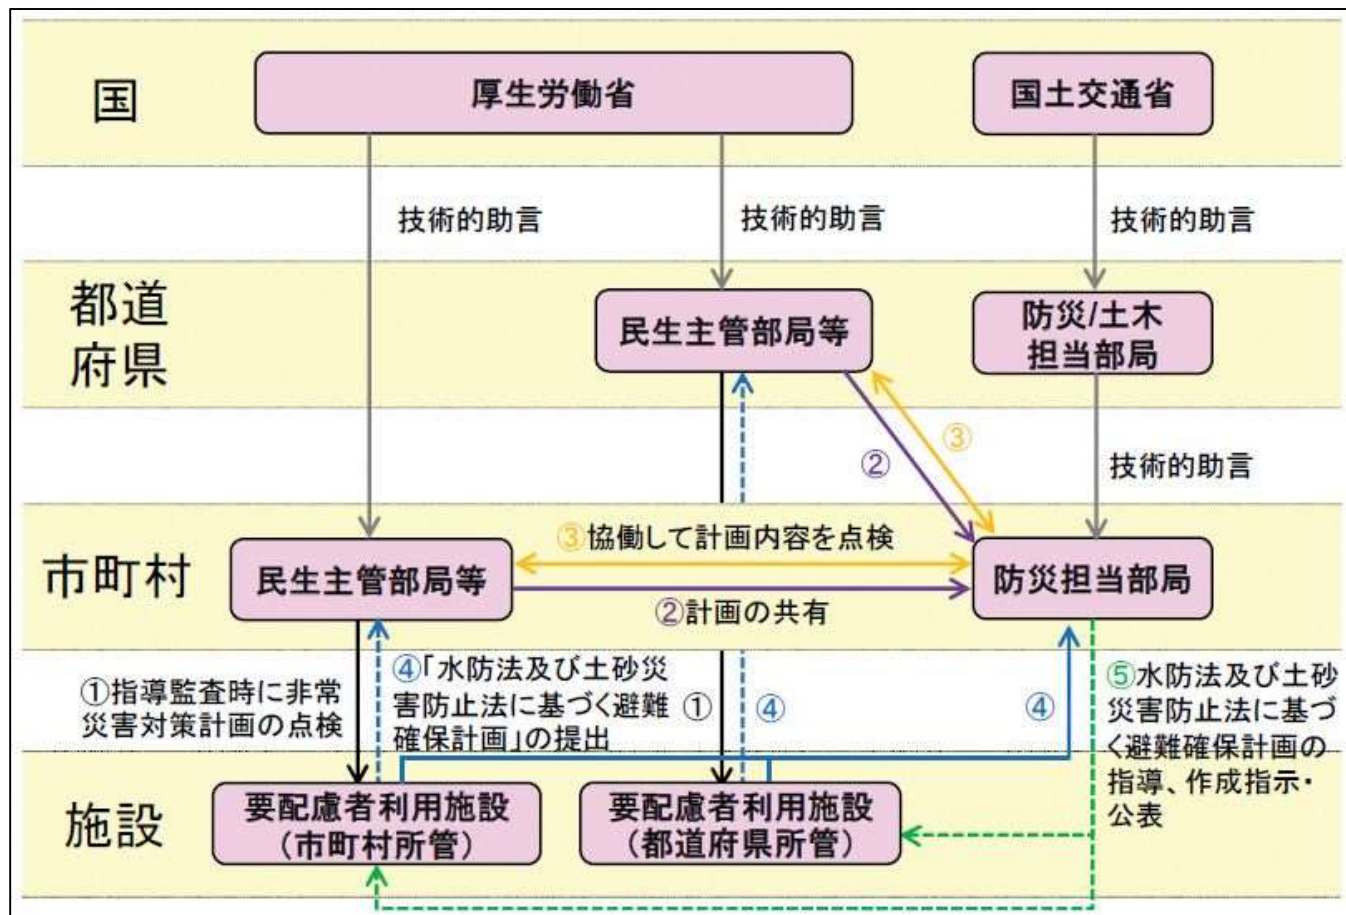 国
厚生労働省
国土交通省
技術的助言
技術的助言
技術的助言
都道
府県
民生主管部局等
防災/土木
担当部局
③
②
技術的助言
市町村
③協働して計画内容を点検
民生主管部局等
防災担当部局
②計画の共有
①指導監査時に非常
災害対策計画の点検
④「水防法及び土砂災
害防止法に基づく避難
確保計画」の提出
①
④
④
⑤水防法及び土砂
災害防止法に基づ
く避難確保計画の
指導、作成指示・
公表
施設
要配慮者利用施設
(市町村所管)
要配慮者利用施設
(都道府県所管)